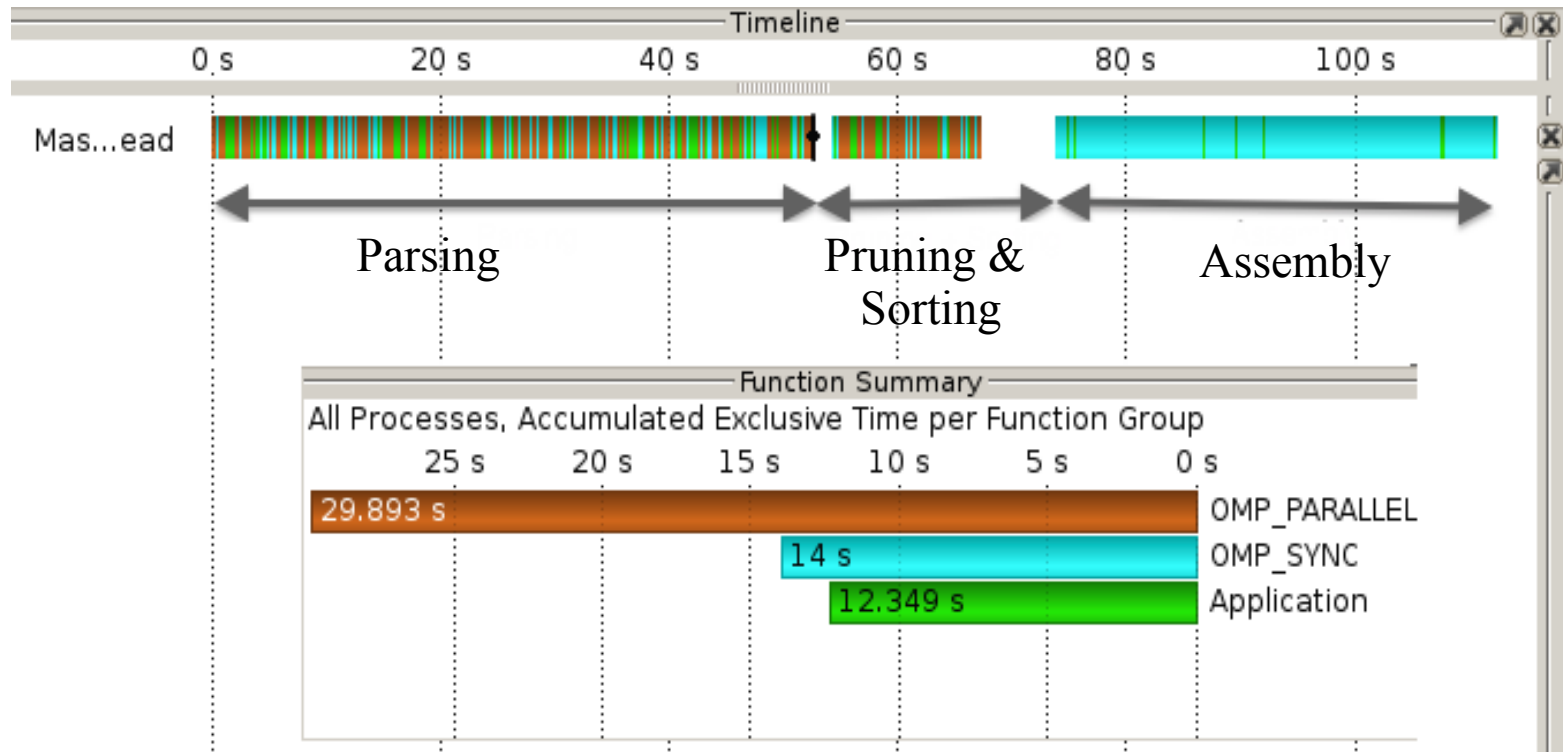 Timeline
0 s 20 s 40 s 60 s 80 s 100 s
Mas...ead
Parsing
Pruning &
Sorting
Assembly
Function Summary
All Processes, Accumulated Exclusive Time per Function Group
25 s 20 s 15 s 10 s 5 s 0 s
29.893 s OMP_PARALLEL
14 s OMP_SYNC
12.349 s Application